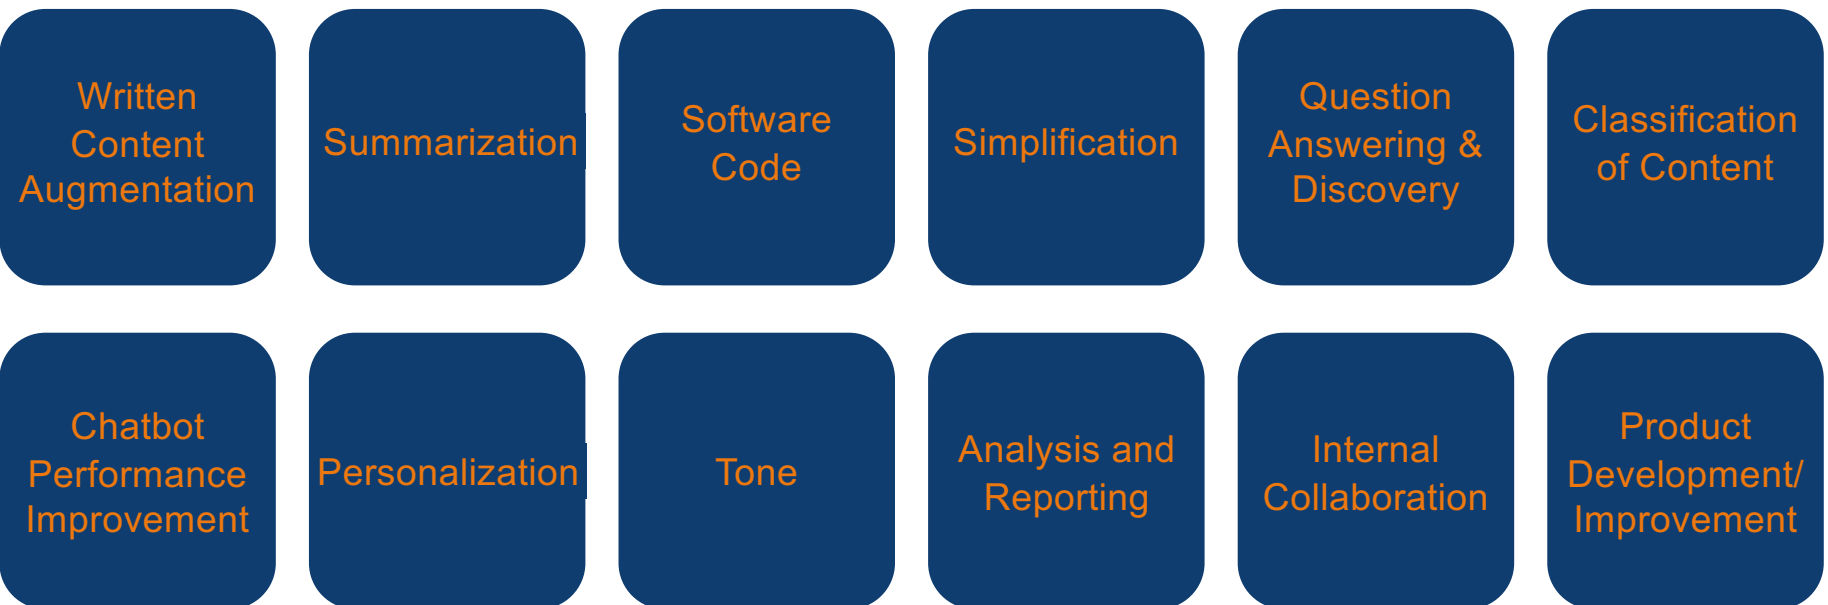 Written
Content
Augmentation
Summarization
Software
Code
Simplification
Question
Answering &
Discovery
Classification
of Content
Chatbot
Performance
Improvement
Personalization
Tone
Analysis and
Reporting
Internal
Collaboration
Product
Development/
Improvement